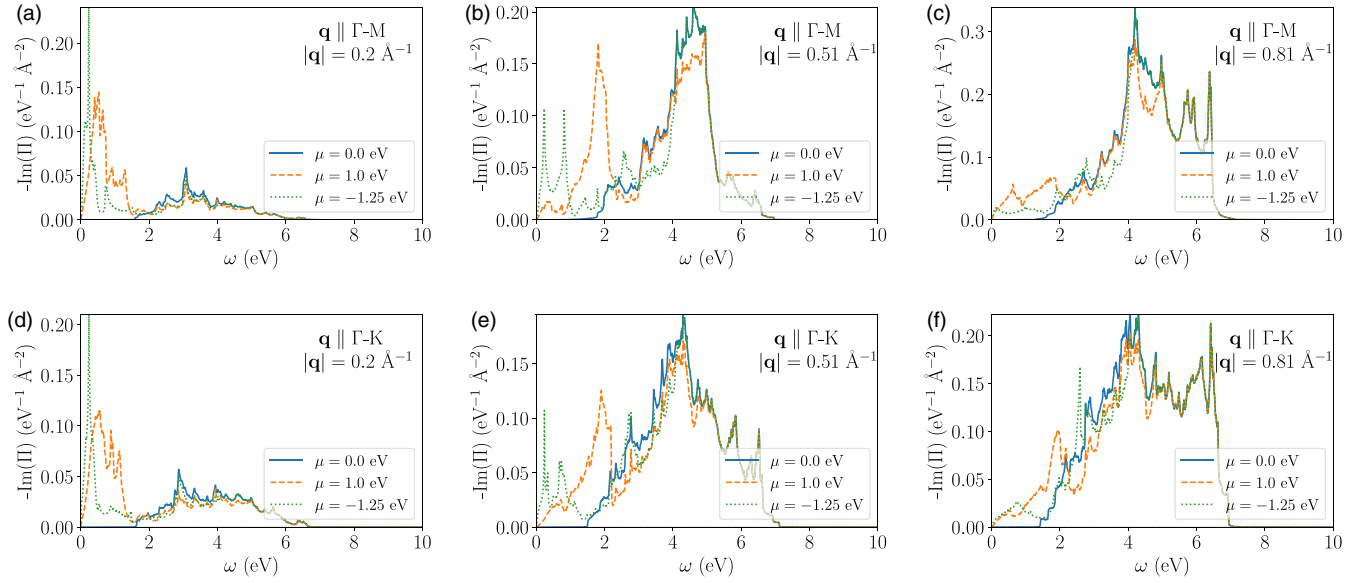 (a)
q ∥ Γ-M
|q| = 0.2 Å⁻¹
-Im(Π) (eV⁻¹ Å⁻²)
0.20
0.15
0.10
0.05
0.00
μ = 0.0 eV
μ = 1.0 eV
μ = −1.25 eV
0 2 4 6 8 10
ω (eV)
(b)
q ∥ Γ-M
|q| = 0.51 Å⁻¹
-Im(Π) (eV⁻¹ Å⁻²)
0.20
0.15
0.10
0.05
0.00
μ = 0.0 eV
μ = 1.0 eV
μ = −1.25 eV
0 2 4 6 8 10
ω (eV)
(c)
q ∥ Γ-M
|q| = 0.81 Å⁻¹
-Im(Π) (eV⁻¹ Å⁻²)
0.3
0.2
0.1
0.0
μ = 0.0 eV
μ = 1.0 eV
μ = −1.25 eV
0 2 4 6 8 10
ω (eV)
(d)
q ∥ Γ-K
|q| = 0.2 Å⁻¹
-Im(Π) (eV⁻¹ Å⁻²)
0.20
0.15
0.10
0.05
0.00
μ = 0.0 eV
μ = 1.0 eV
μ = −1.25 eV
0 2 4 6 8 10
ω (eV)
(e)
q ∥ Γ-K
|q| = 0.51 Å⁻¹
-Im(Π) (eV⁻¹ Å⁻²)
0.15
0.10
0.05
0.00
μ = 0.0 eV
μ = 1.0 eV
μ = −1.25 eV
0 2 4 6 8 10
ω (eV)
(f)
q ∥ Γ-K
|q| = 0.81 Å⁻¹
-Im(Π) (eV⁻¹ Å⁻²)
0.20
0.15
0.10
0.05
0.00
μ = 0.0 eV
μ = 1.0 eV
μ = −1.25 eV
0 2 4 6 8 10
ω (eV)